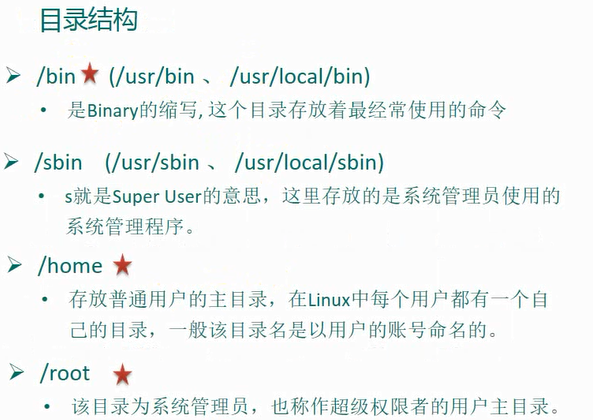 目录结构
➢ /bin ★ (/usr/bin 、 /usr/local/bin)
• 是Binary的缩写, 这个目录存放着最经常使用的命令
➢ /sbin (/usr/sbin 、 /usr/local/sbin)
• s就是Super User的意思，这里存放的是系统管理员使用的
系统管理程序。
➢ /home ★
• 存放普通用户的主目录，在Linux中每个用户都有一个自
己的目录，一般该目录名是以用户的账号命名的。
➢ /root ★
• 该目录为系统管理员，也称作超级权限者的用户主目录。